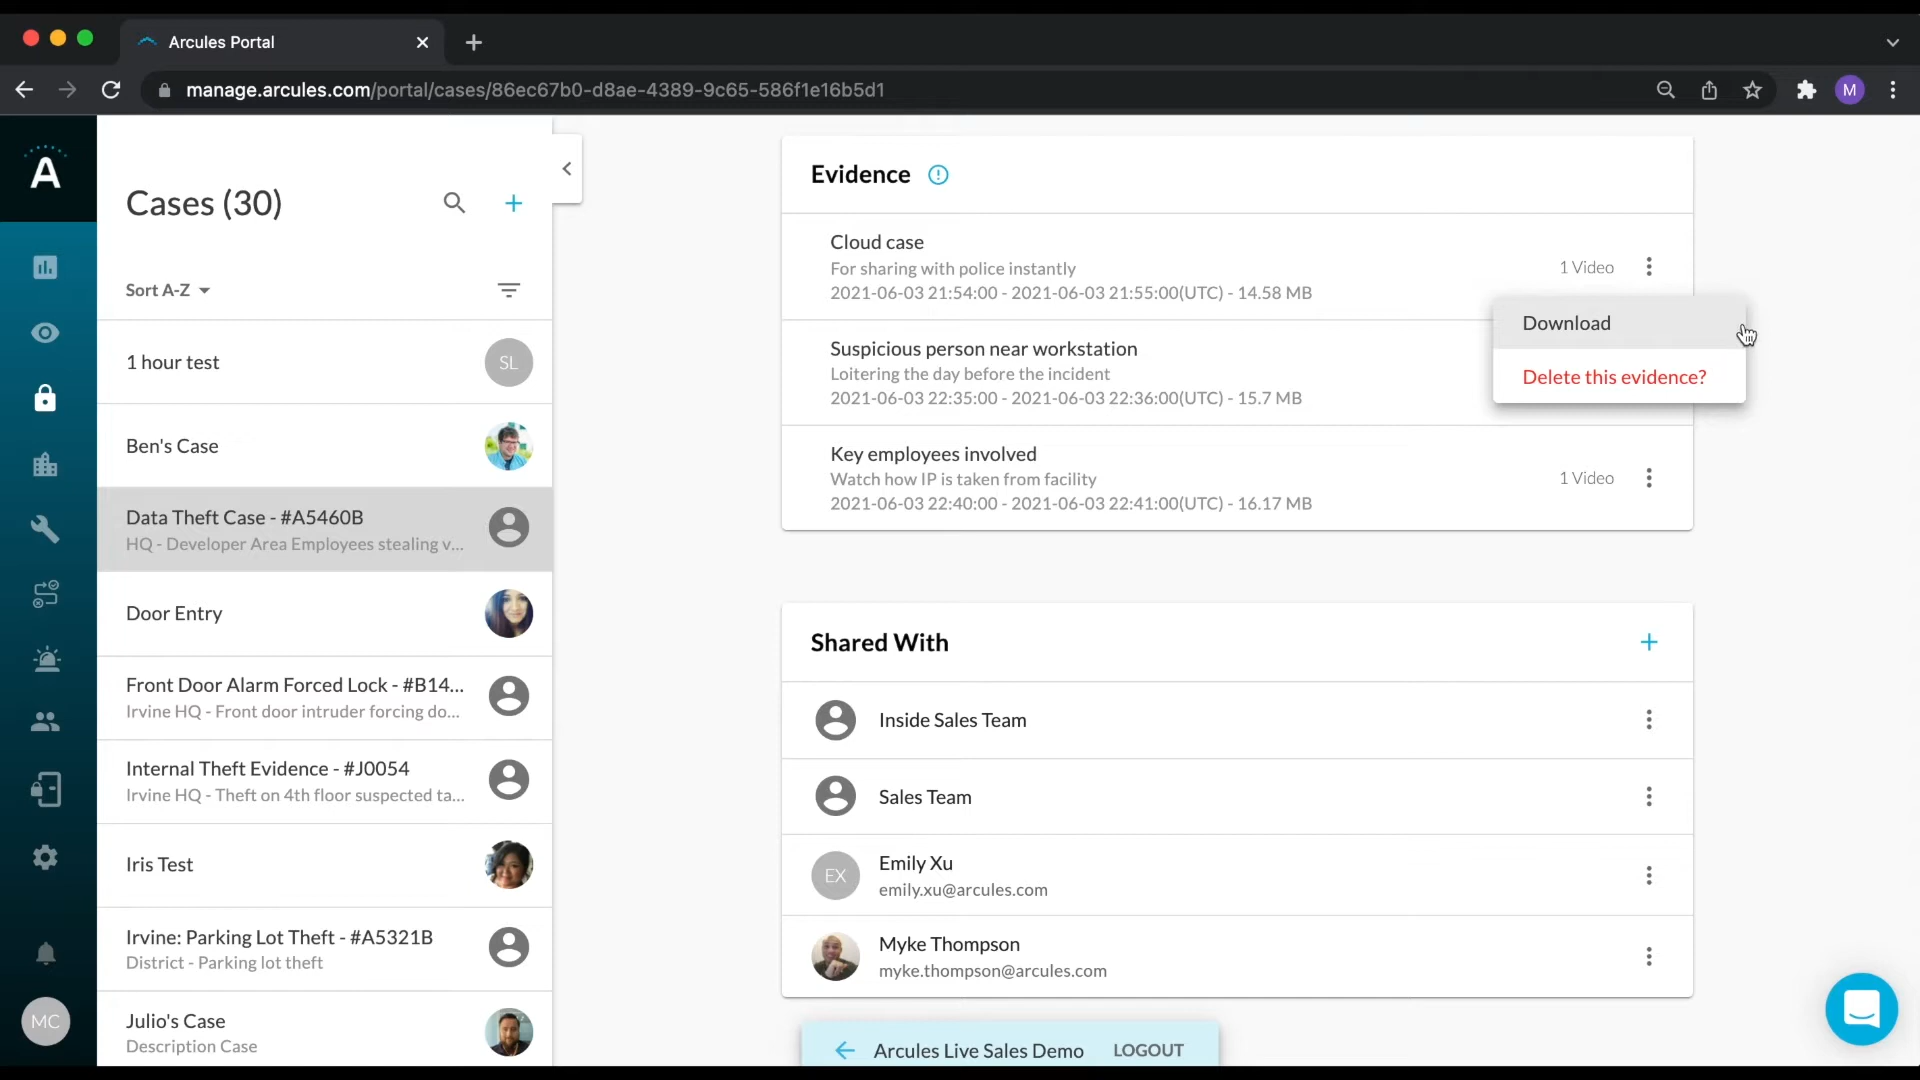 Arcules Portal
manage.arcules.com/portal/cases/86ec67b0-d8ae-4389-9c65-586f1e16b5d1
M
A
Cases (30)
Sort A-Z
1 hour test
SL
Ben's Case
Data Theft Case - #A5460B
HQ - Developer Area Employees stealing v...
Door Entry
Front Door Alarm Forced Lock - #B14...
Irvine HQ - Front door intruder forcing do...
Internal Theft Evidence - #J0054
Irvine HQ - Theft on 4th floor suspected ta...
Iris Test
Irvine: Parking Lot Theft - #A5321B
District - Parking lot theft
Julio's Case
Description Case
MC
Evidence
Cloud case
For sharing with police instantly
2021-06-03 21:54:00 - 2021-06-03 21:55:00(UTC) - 14.58 MB
1 Video
Download
Delete this evidence?
Suspicious person near workstation
Loitering the day before the incident
2021-06-03 22:35:00 - 2021-06-03 22:36:00(UTC) - 15.7 MB
Key employees involved
Watch how IP is taken from facility
2021-06-03 22:40:00 - 2021-06-03 22:41:00(UTC) - 16.17 MB
1 Video
Shared With
Inside Sales Team
Sales Team
EX
Emily Xu
emily.xu@arcules.com
Myke Thompson
myke.thompson@arcules.com
Arcules Live Sales Demo
LOGOUT